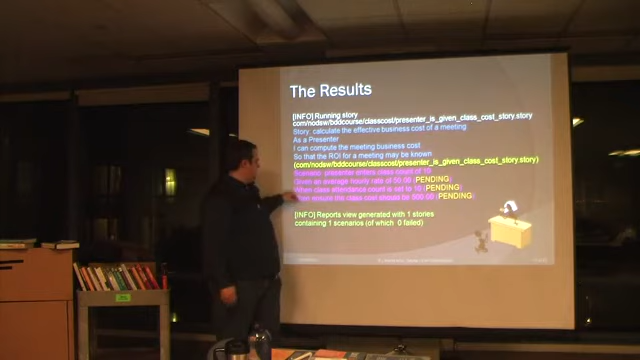 The Results
[INFO] Running story
com/nodsw/bddcourse/classcost/presenter_is_given_class_cost_story.story
Story: calculate the effective business cost of a meeting
As a Presenter
I can compute the meeting business cost
So that the ROI for a meeting may be known
(com/nodsw/bddcourse/classcost/presenter_is_given_class_cost_story.story)
Scenario: presenter enters class count of 10
Given an average hourly rate of 50.00 (PENDING)
When class attendance count is set to 10 (PENDING)
Then ensure the class cost should be 500.00 (PENDING)
[INFO] Reports view generated with 1 stories
containing 1 scenarios (of which 0 failed)